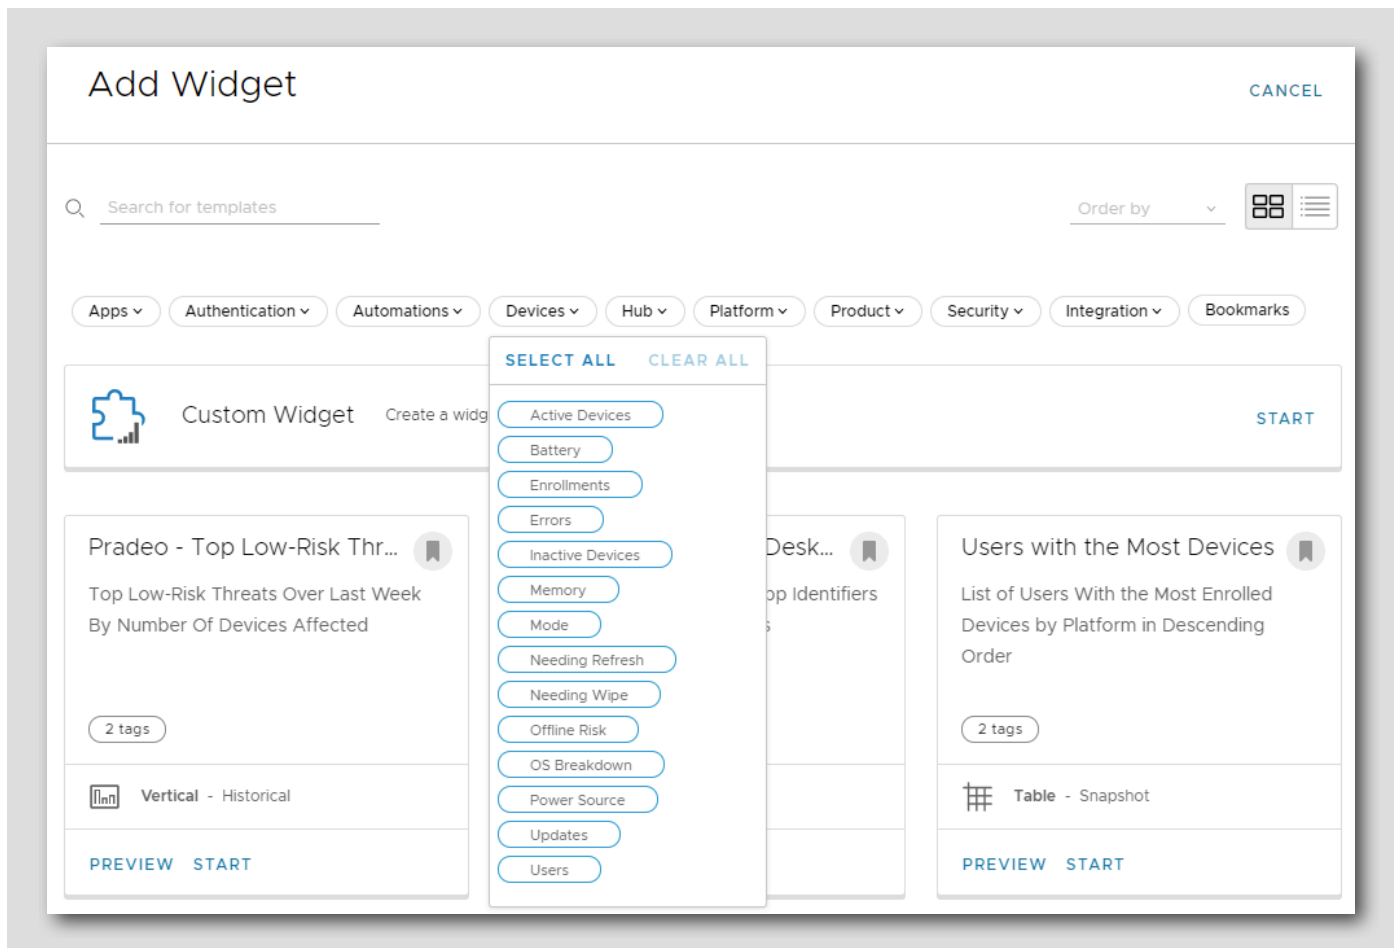 Add Widget
CANCEL
Search for templates
Order by
Apps
Authentication
Automations
Devices
Hub
Platform
Product
Security
Integration
Bookmarks
SELECT ALL
CLEAR ALL
Active Devices
Battery
Enrollments
Errors
Inactive Devices
Memory
Mode
Needing Refresh
Needing Wipe
Offline Risk
OS Breakdown
Power Source
Updates
Users
Custom Widget
Create a widg
START
Pradeo - Top Low-Risk Thr...
Top Low-Risk Threats Over Last Week
By Number Of Devices Affected
2 tags
Vertical - Historical
PREVIEW START
Desk...
pp Identifiers
Users with the Most Devices
List of Users With the Most Enrolled
Devices by Platform in Descending
Order
2 tags
Table - Snapshot
PREVIEW START